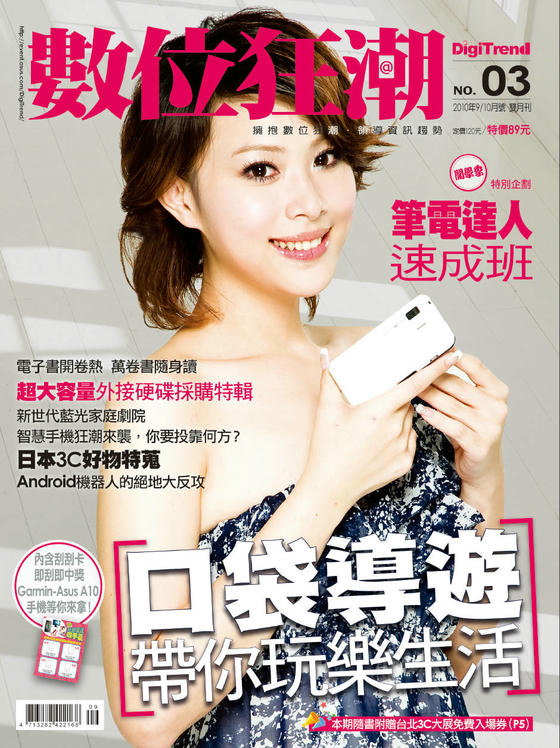 http://event.asus.com/DigiTrend/
數位狂潮
@
DigiTrend
NO. 03
2010年9/10月號 雙月刊
擁抱數位狂潮‧領導資訊趨勢
定價120元/特價89元
開學季
特別企劃
筆電達人
速成班
電子書開卷熱 萬卷書隨身讀
超大容量外接硬碟採購特輯
新世代藍光家庭劇院
智慧手機狂潮來襲，你要投靠何方？
日本3C好物特蒐
Android機器人的絕地大反攻
內含刮刮卡
即刮即中獎
Garmin-Asus A10
手機等你來拿！
口袋導遊
帶你玩樂生活
本期隨書附贈台北3C大展免費入場券（P5）
09
4 713282 422168